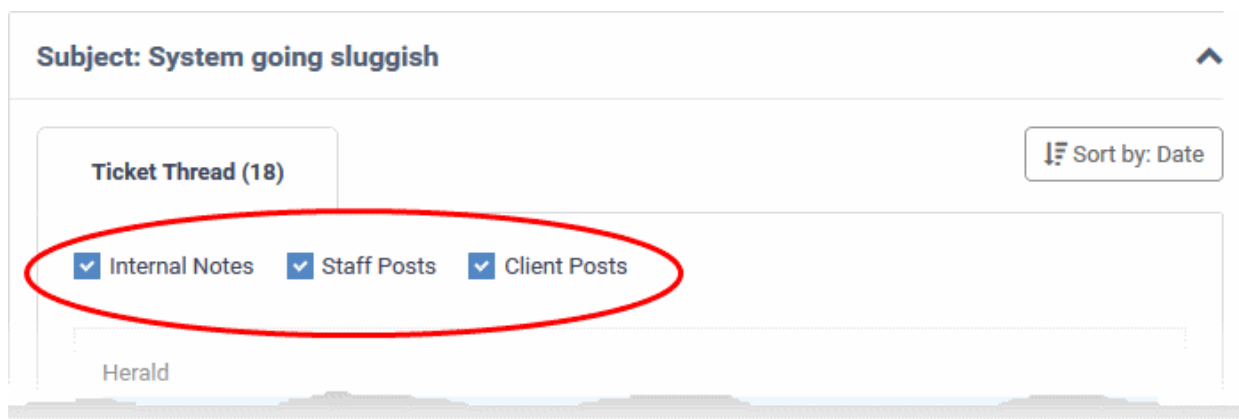 Subject: System going sluggish
Sort by: Date
Ticket Thread (18)
Internal Notes Staff Posts Client Posts
Herald